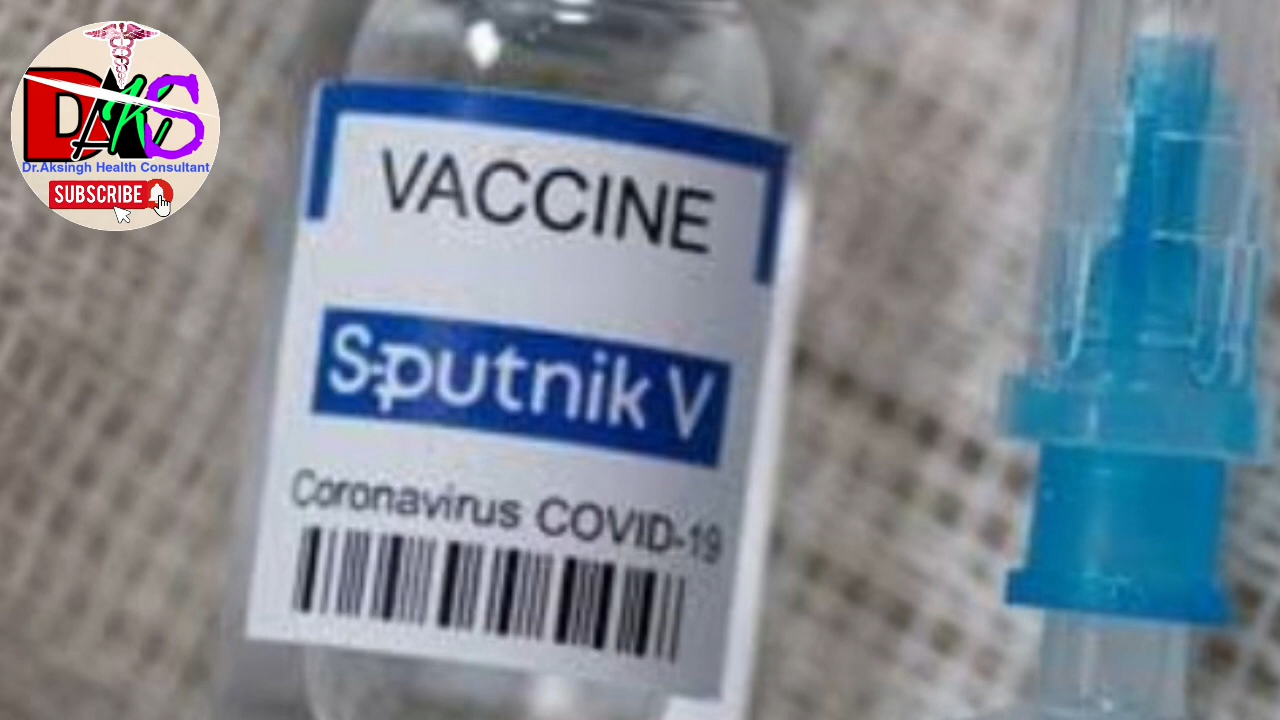 DAKS
Dr.Aksingh Health Consultant
SUBSCRIBE
VACCINE
Sputnik V
Coronavirus COVID-19